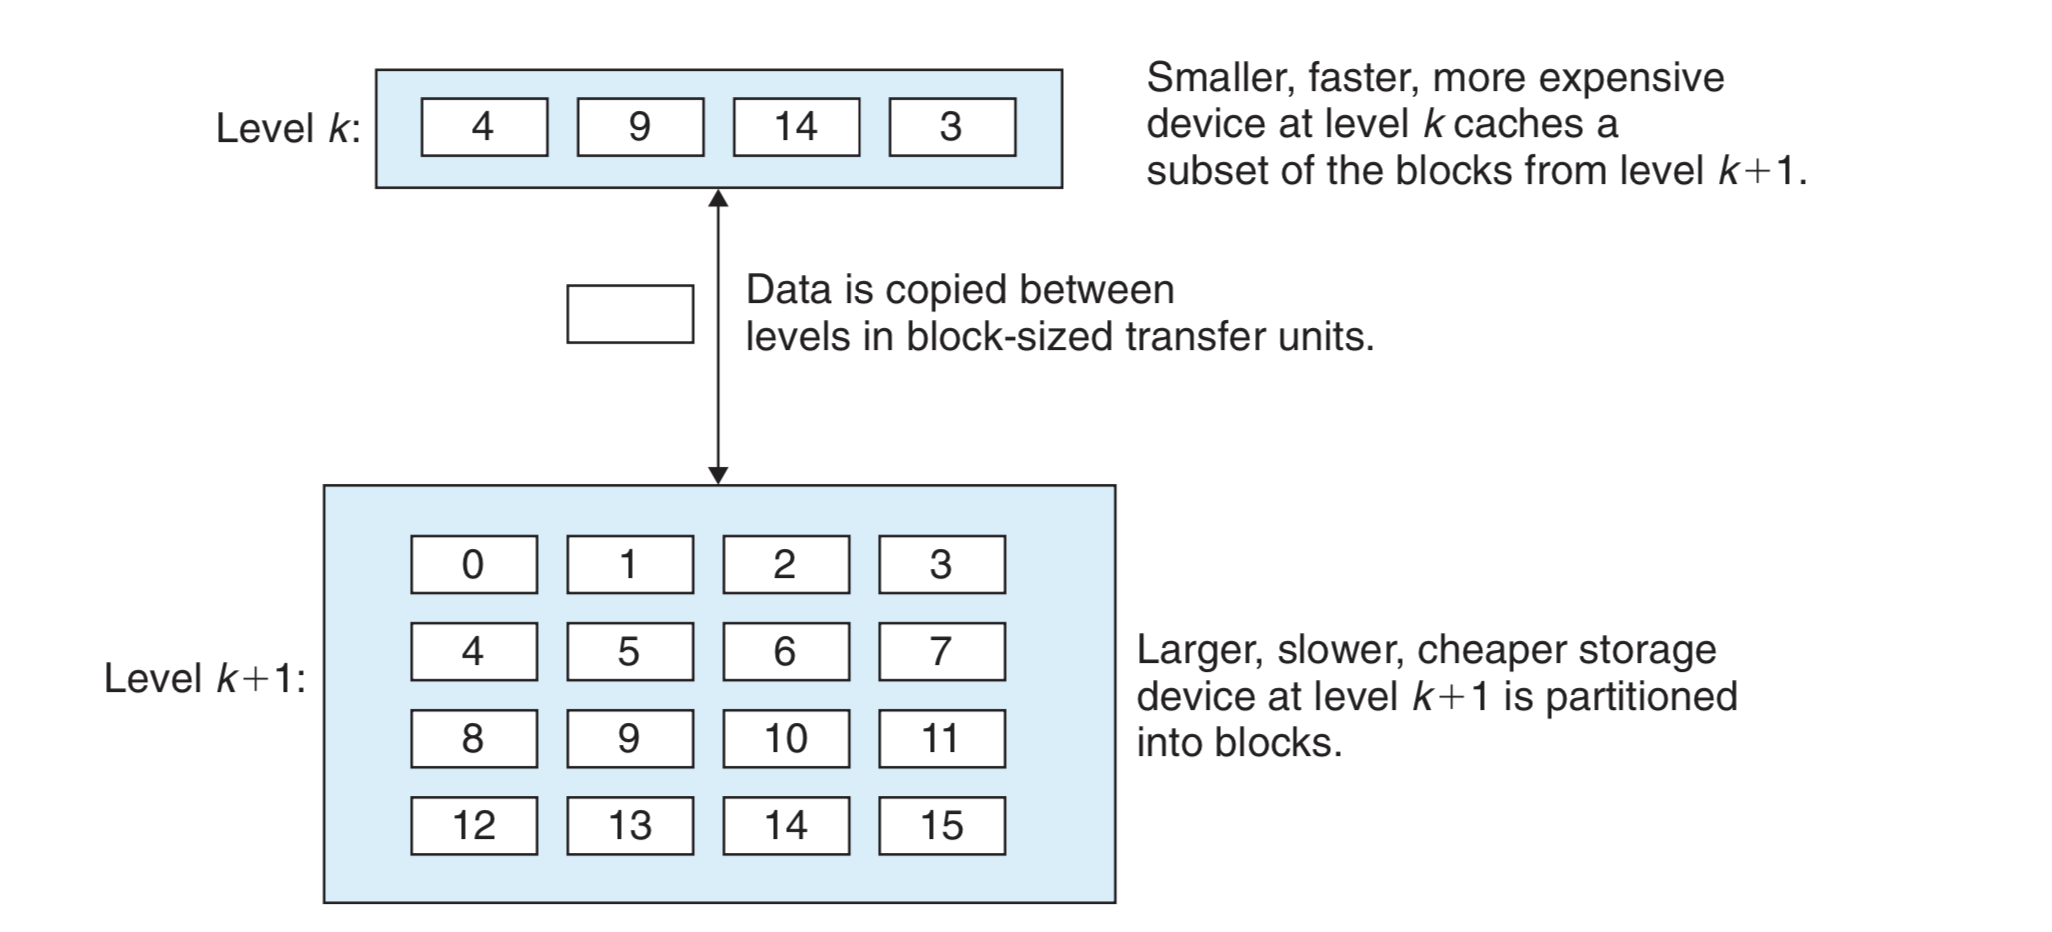 Level k:
4 9 14 3
Smaller, faster, more expensive
device at level k caches a
subset of the blocks from level k+1.
Data is copied between
levels in block-sized transfer units.
Level k+1:
0 1 2 3
4 5 6 7
8 9 10 11
12 13 14 15
Larger, slower, cheaper storage
device at level k+1 is partitioned
into blocks.